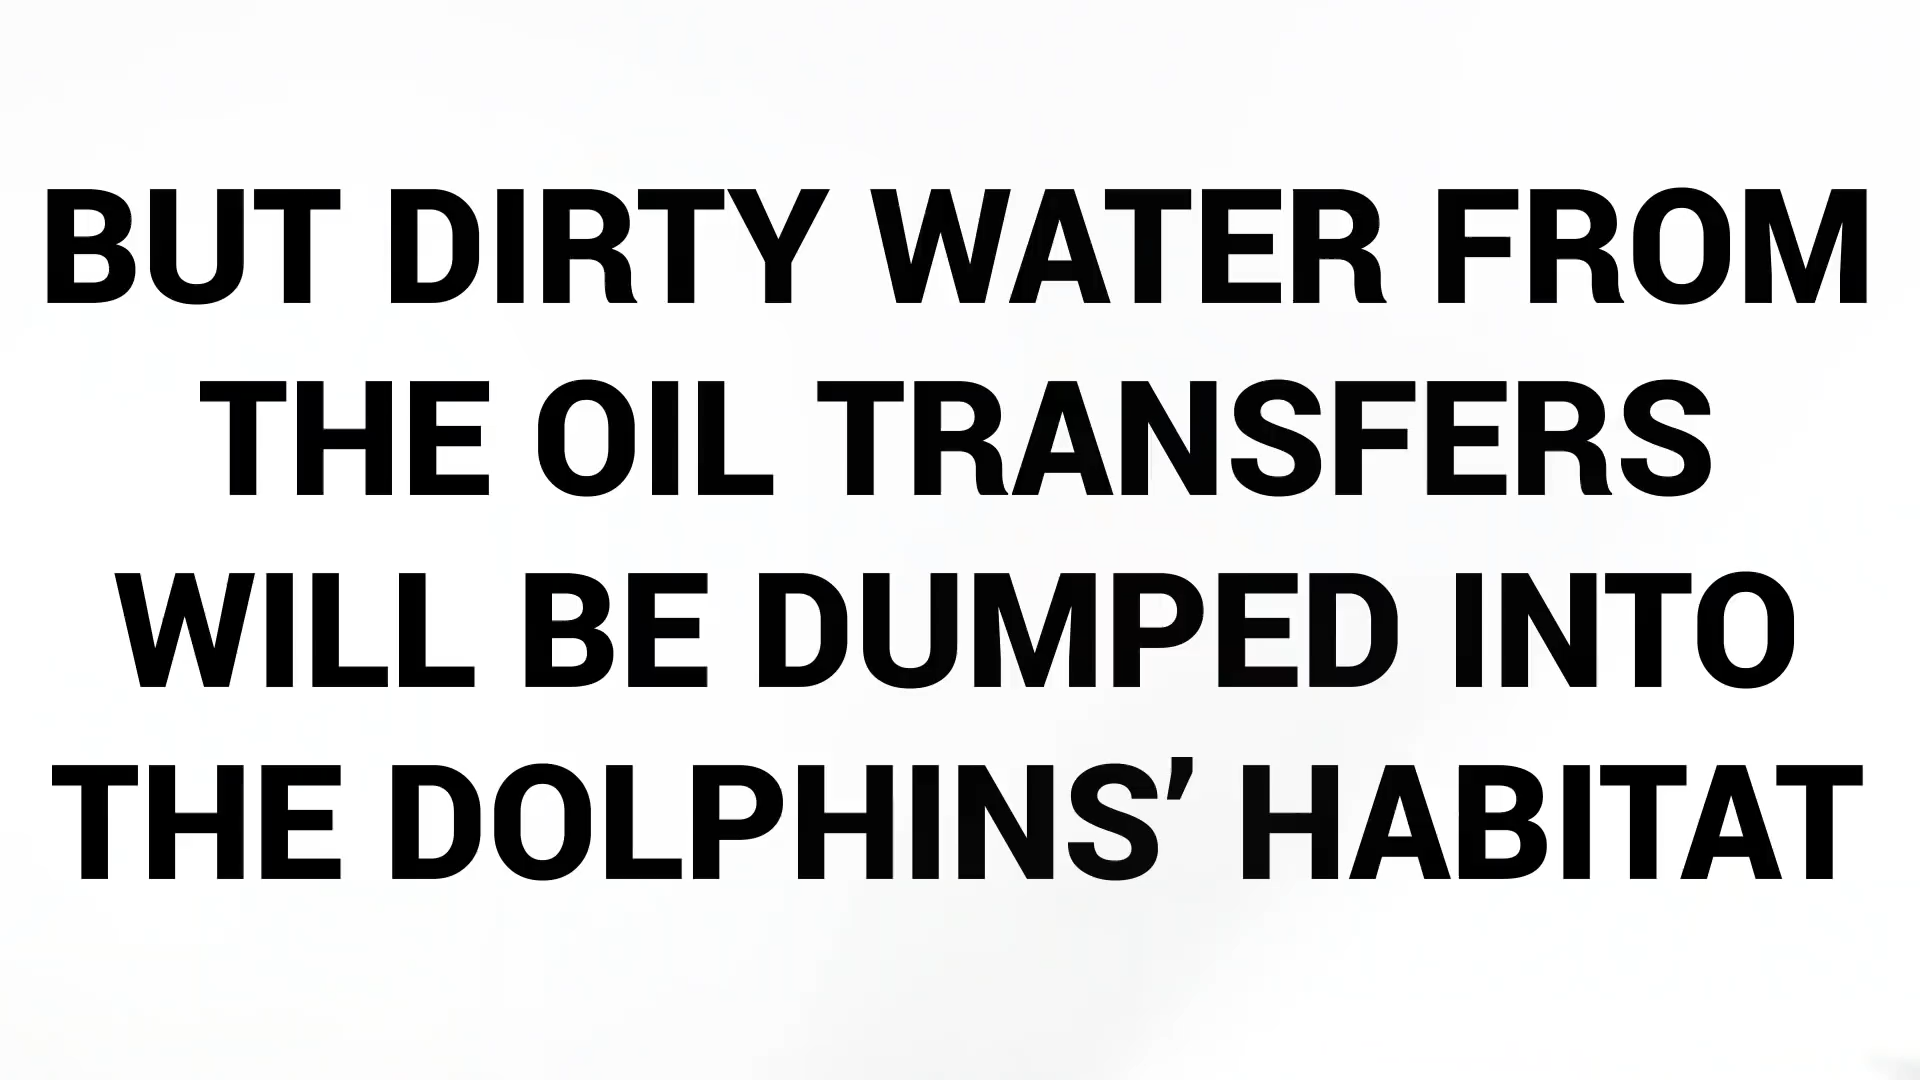 BUT DIRTY WATER FROM
THE OIL TRANSFERS
WILL BE DUMPED INTO
THE DOLPHINS’ HABITAT